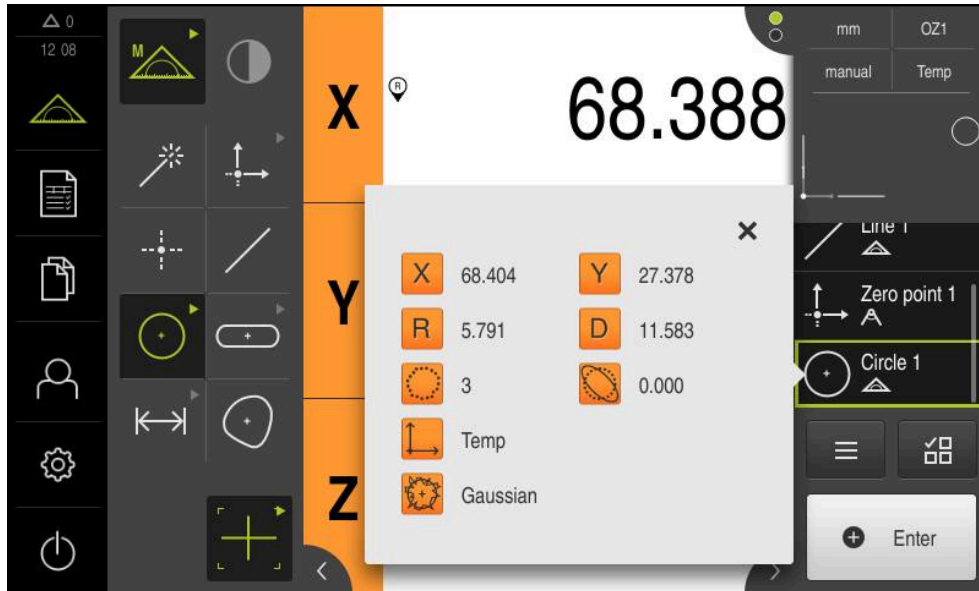 0
12 08
M
X
R
68.388
Y
Z
mm
OZ1
manual
Temp
X 68.404 Y 27.378
R 5.791 D 11.583
3 0.000
Temp
Gaussian
Line 1
Zero point 1
Circle 1
Enter